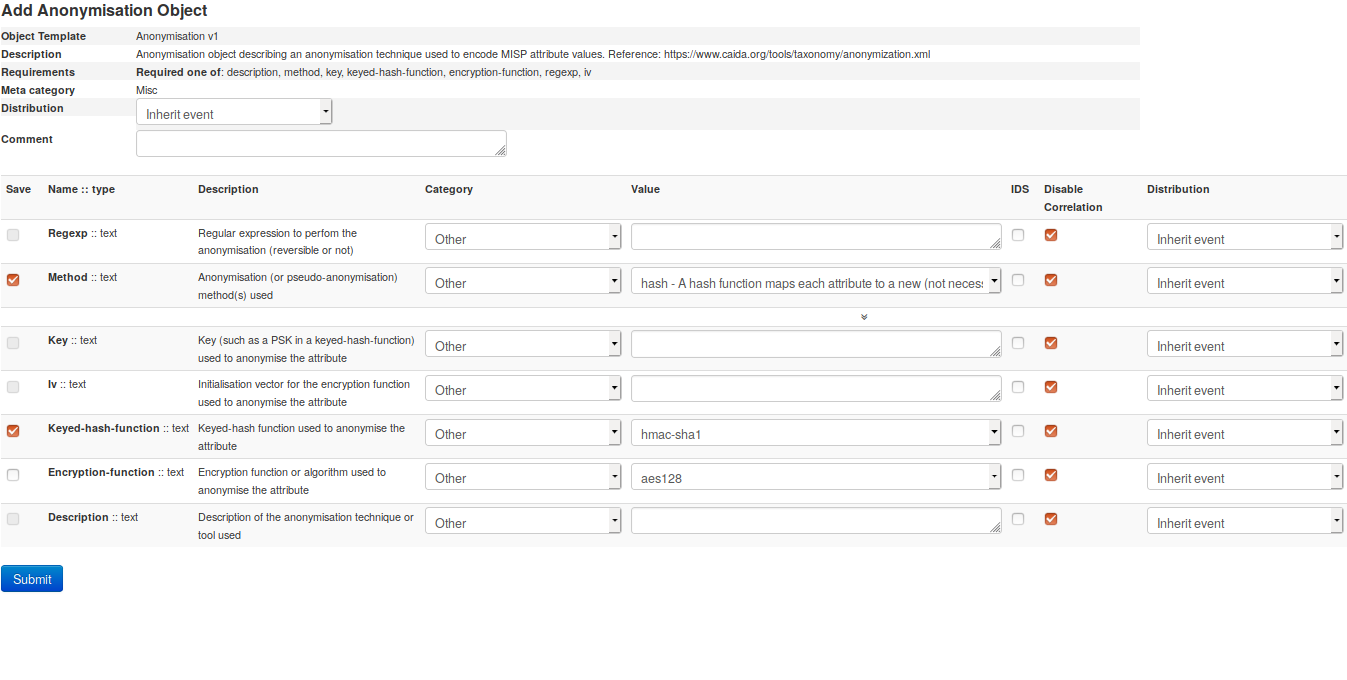 Add Anonymisation Object
Object Template Anonymisation v1
Description Anonymisation object describing an anonymisation technique used to encode MISP attribute values. Reference: https://www.caida.org/tools/taxonomy/anonymization.xml
Requirements Required one of: description, method, key, keyed-hash-function, encryption-function, regexp, iv
Meta category Misc
Distribution Inherit event
Comment
Save Name :: type Description Category Value IDS Disable Correlation Distribution
Regexp :: text Regular expression to perfom the anonymisation (reversible or not) Other Inherit event
Method :: text Anonymisation (or pseudo-anonymisation) method(s) used Other hash - A hash function maps each attribute to a new (not neces Inherit event
Key :: text Key (such as a PSK in a keyed-hash-function) used to anonymise the attribute Other Inherit event
Iv :: text Initialisation vector for the encryption function used to anonymise the attribute Other Inherit event
Keyed-hash-function :: text Keyed-hash function used to anonymise the attribute Other hmac-sha1 Inherit event
Encryption-function :: text Encryption function or algorithm used to anonymise the attribute Other aes128 Inherit event
Description :: text Description of the anonymisation technique or tool used Other Inherit event
Submit